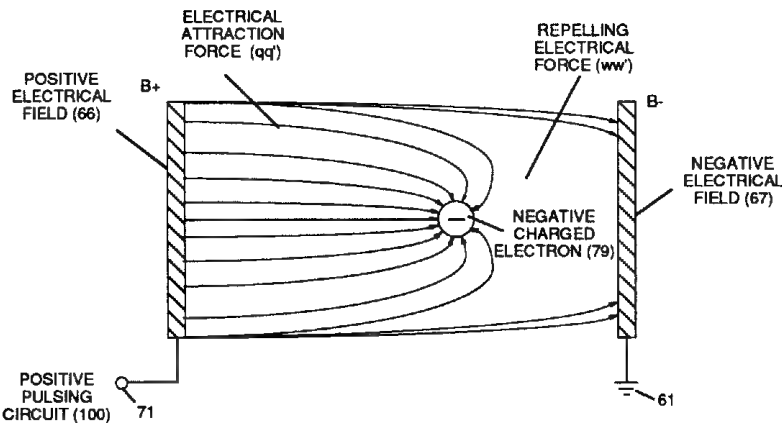 ELECTRICAL
ATTRACTION
FORCE (qq')
REPELLING
ELECTRICAL
FORCE (ww')
POSITIVE
ELECTRICAL
FIELD (66)
B+
B-
NEGATIVE
ELECTRICAL
FIELD (67)
−
NEGATIVE
CHARGED
ELECTRON (79)
POSITIVE
PULSING
CIRCUIT (100)
71
61